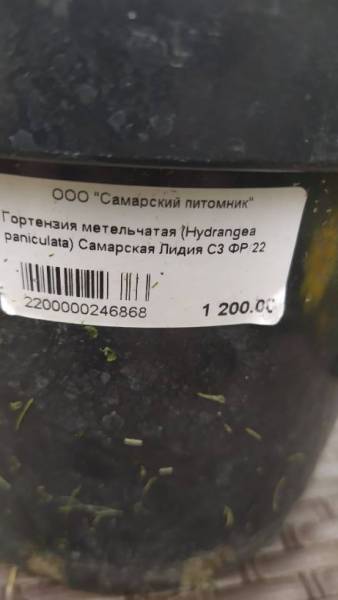 ООО "Самарский питомник"
Гортензия метельчатая (Hydrangea
paniculata) Самарская Лидия С3 ФР 22
2200000246868
1 200.00